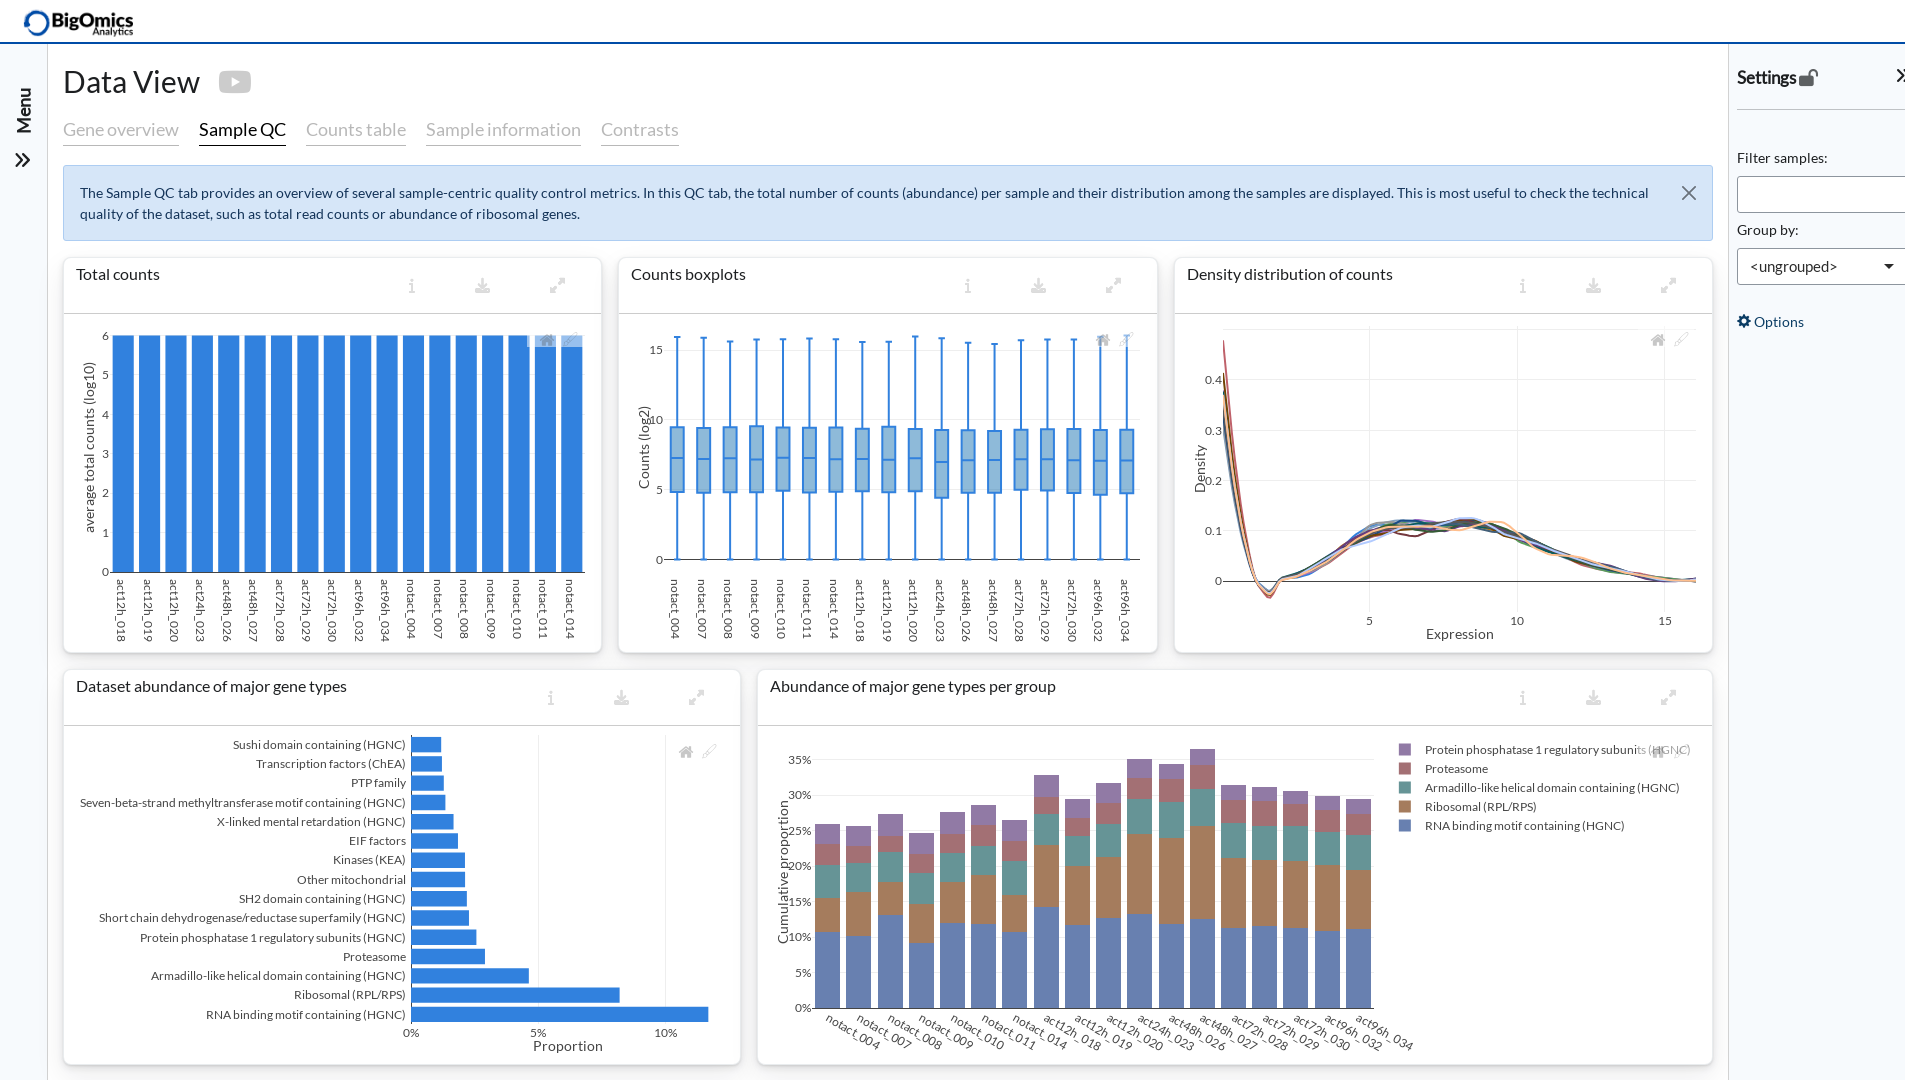 BigOmics
Analytics
Menu
Data View
Gene overview
Sample QC
Counts table
Sample information
Contrasts
The Sample QC tab provides an overview of several sample-centric quality control metrics. In this QC tab, the total number of counts (abundance) per sample and their distribution among the samples are displayed. This is most useful to check the technical
quality of the dataset, such as total read counts or abundance of ribosomal genes.
Total counts
average total counts (log10)
6
5
4
3
2
1
0
act12h_018
act12h_019
act12h_020
act24h_023
act48h_026
act48h_027
act72h_028
act72h_029
act72h_030
act96h_032
act96h_034
notact_004
notact_007
notact_008
notact_009
notact_010
notact_011
notact_014
Counts boxplots
Counts (log2)
15
10
5
0
notact_004
notact_007
notact_008
notact_009
notact_010
notact_011
notact_014
act12h_018
act12h_019
act12h_020
act24h_023
act48h_026
act48h_027
act72h_028
act72h_029
act72h_030
act96h_032
act96h_034
Density distribution of counts
Density
0.4
0.3
0.2
0.1
0
5
10
15
Expression
Dataset abundance of major gene types
Sushi domain containing (HGNC)
Transcription factors (ChEA)
PTP family
Seven-beta-strand methyltransferase motif containing (HGNC)
X-linked mental retardation (HGNC)
EIF factors
Kinases (KEA)
Other mitochondrial
SH2 domain containing (HGNC)
Short chain dehydrogenase/reductase superfamily (HGNC)
Protein phosphatase 1 regulatory subunits (HGNC)
Proteasome
Armadillo-like helical domain containing (HGNC)
Ribosomal (RPL/RPS)
RNA binding motif containing (HGNC)
0%
5%
10%
Proportion
Abundance of major gene types per group
Cumulative proportion
35%
30%
25%
20%
15%
10%
5%
0%
notact_004
notact_007
notact_008
notact_009
notact_010
notact_011
notact_014
act12h_018
act12h_019
act12h_020
act24h_023
act48h_026
act48h_027
act72h_028
act72h_029
act72h_030
act96h_032
act96h_034
Protein phosphatase 1 regulatory subunits (HGNC)
Proteasome
Armadillo-like helical domain containing (HGNC)
Ribosomal (RPL/RPS)
RNA binding motif containing (HGNC)
Settings
Filter samples:
Group by:
<ungrouped>
Options